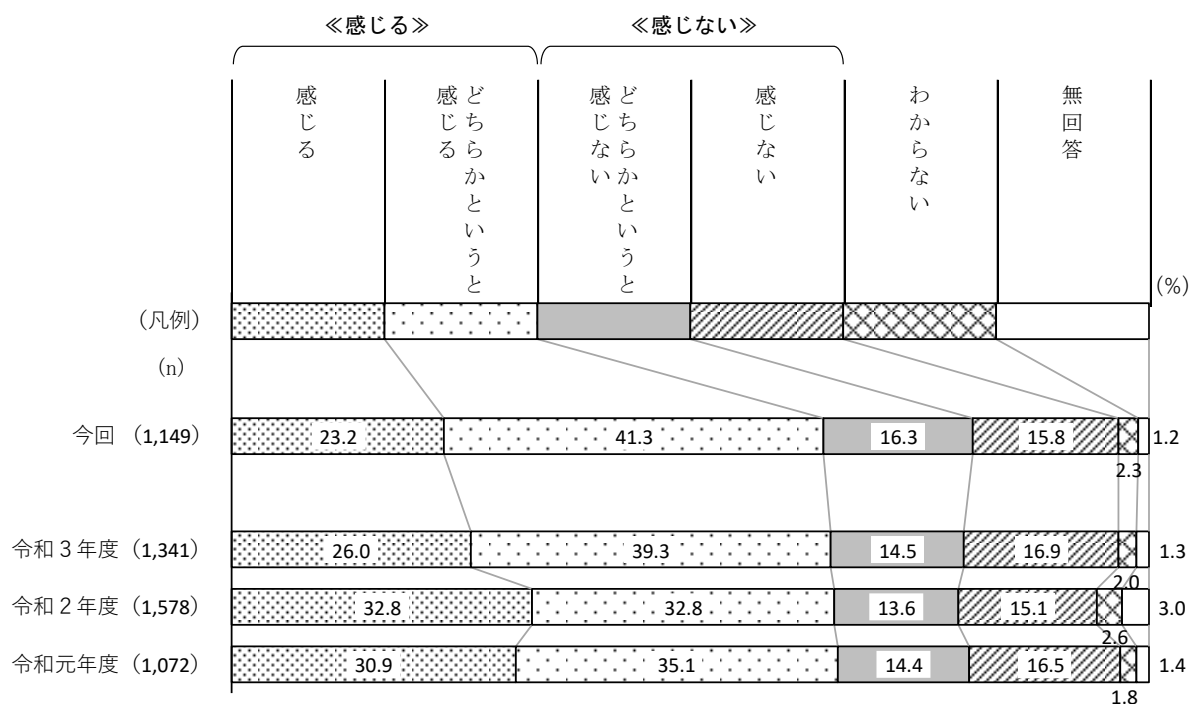 ≪感じる≫
≪感じない≫
感じる
どちらかというと
感じる
どちらかというと
感じない
感じない
わからない
無回答
(%)
(凡例)
(n)
今回 (1,149) 23.2 41.3 16.3 15.8 2.3 1.2
令和3年度 (1,341) 26.0 39.3 14.5 16.9 2.0 1.3
令和2年度 (1,578) 32.8 32.8 13.6 15.1 2.6 3.0
令和元年度 (1,072) 30.9 35.1 14.4 16.5 1.8 1.4